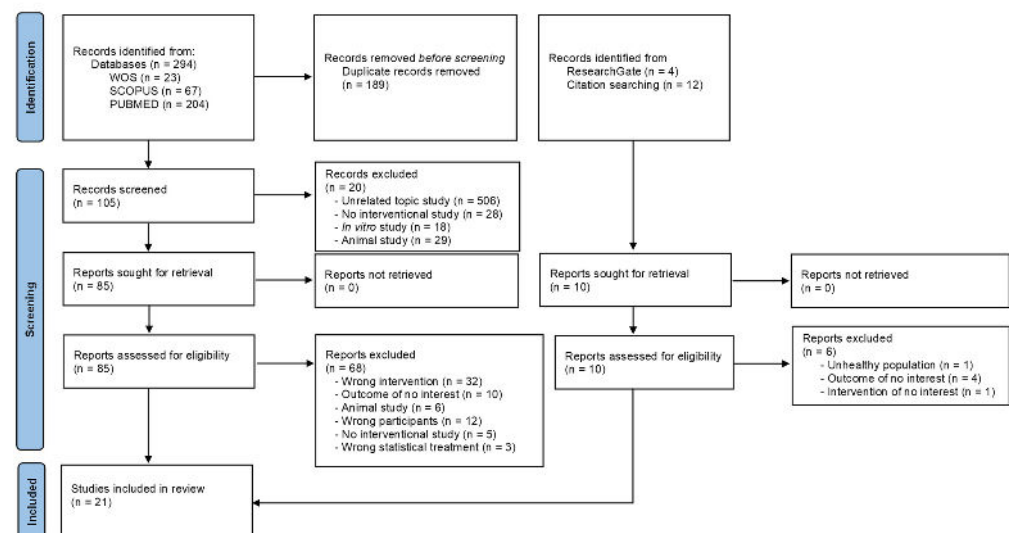 Identification
Records identified from:
Databases (n = 294)
WOS (n = 23)
SCOPUS (n = 67)
PUBMED (n = 204)
Records removed before screening
Duplicate records removed
(n = 189)
Records identified from
ResearchGate (n = 4)
Citation searching (n = 12)
Screening
Records screened
(n = 105)
Records excluded
(n = 20)
- Unrelated topic study (n = 506)
- No interventional study (n = 28)
- In vitro study (n = 18)
- Animal study (n = 29)
Reports sought for retrieval
(n = 85)
Reports not retrieved
(n = 0)
Reports sought for retrieval
(n = 10)
Reports not retrieved
(n = 0)
Reports assessed for eligibility
(n = 85)
Reports excluded
(n = 68)
- Wrong intervention (n = 32)
- Outcome of no interest (n = 10)
- Animal study (n = 6)
- Wrong participants (n = 12)
- No interventional study (n = 5)
- Wrong statistical treatment (n = 3)
Reports assessed for eligibility
(n = 10)
Reports excluded
(n = 6)
- Unhealthy population (n = 1)
- Outcome of no interest (n = 4)
- Intervention of no interest (n = 1)
Included
Studies included in review
(n = 21)